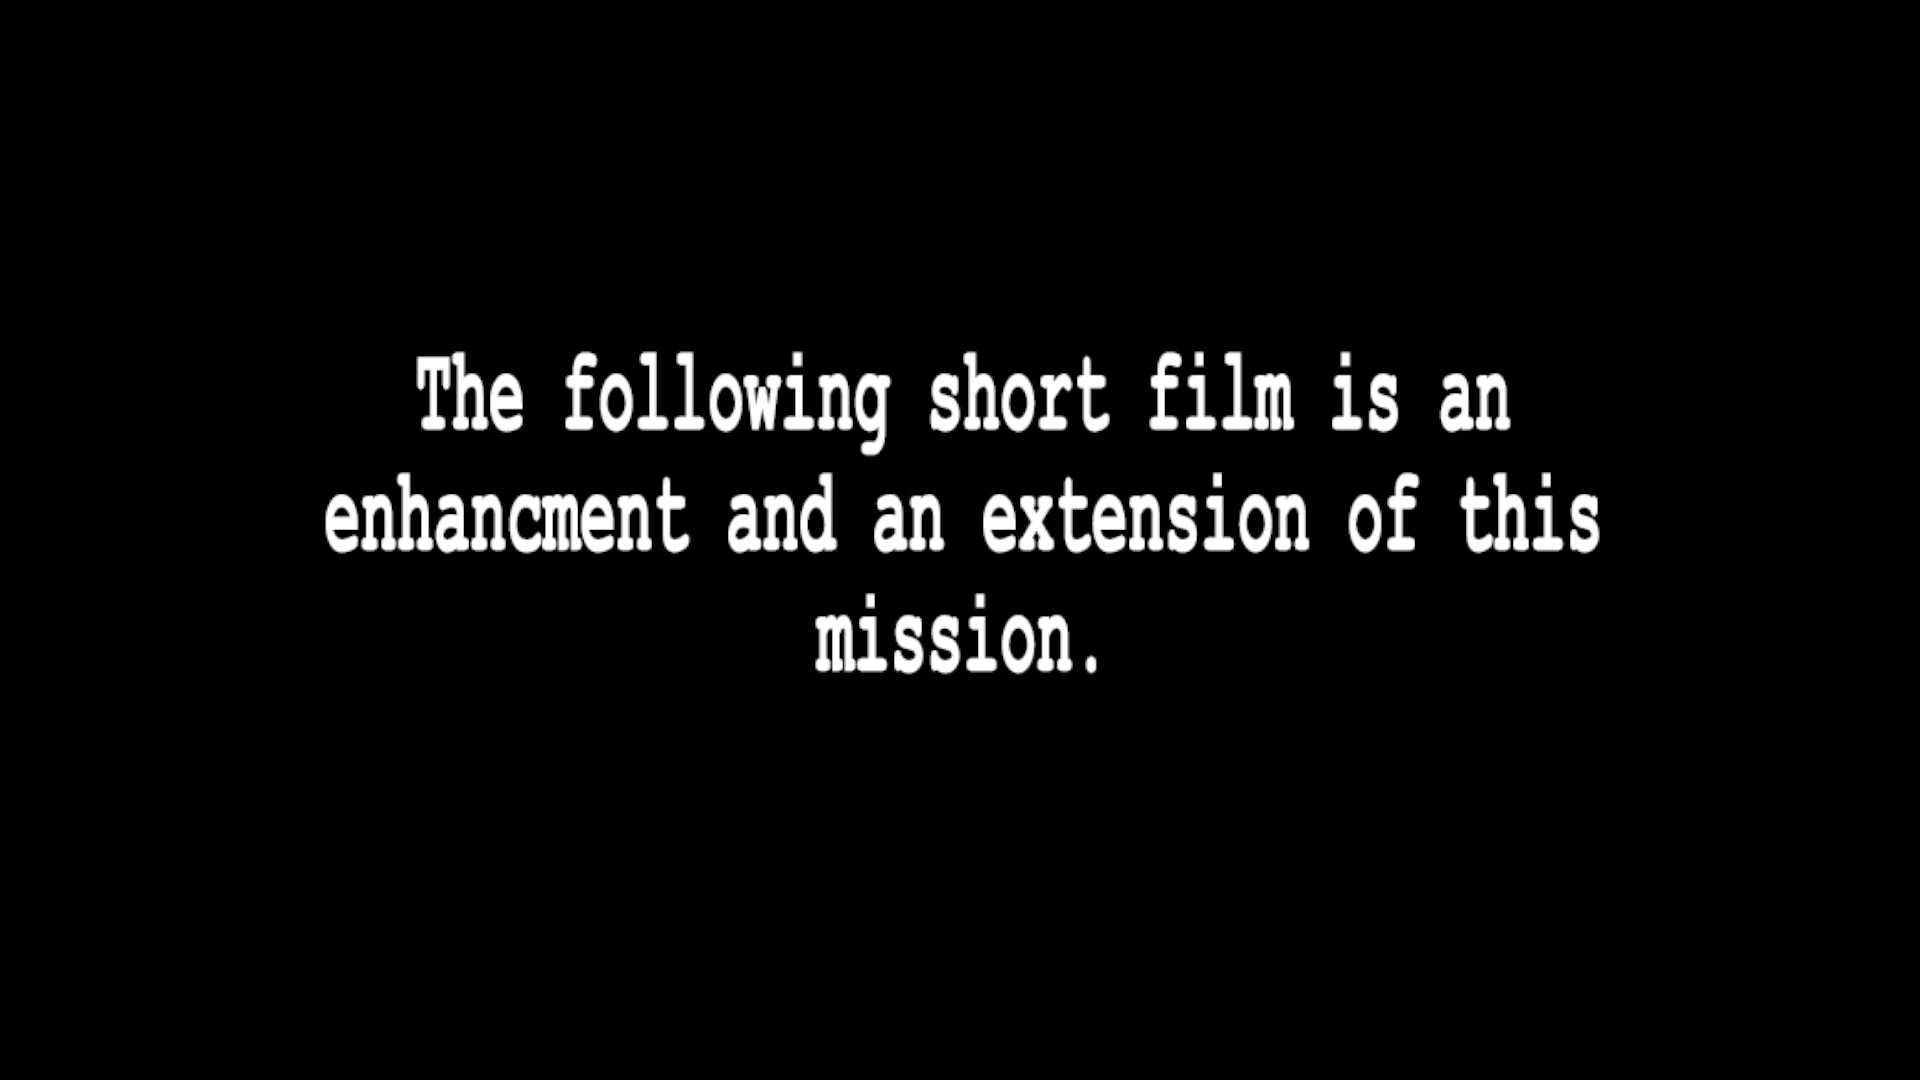 The following short film is an
enhancment and an extension of this
mission.